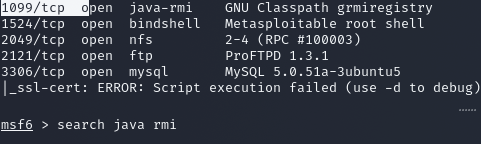 1099/tcp open java-rmi GNU Classpath grmiregistry
1524/tcp open bindshell Metasploitable root shell
2049/tcp open nfs 2-4 (RPC #100003)
2121/tcp open ftp ProFTPD 1.3.1
3306/tcp open mysql MySQL 5.0.51a-3ubuntu5
|_ssl-cert: ERROR: Script execution failed (use -d to debug)
……
msf6 > search java rmi